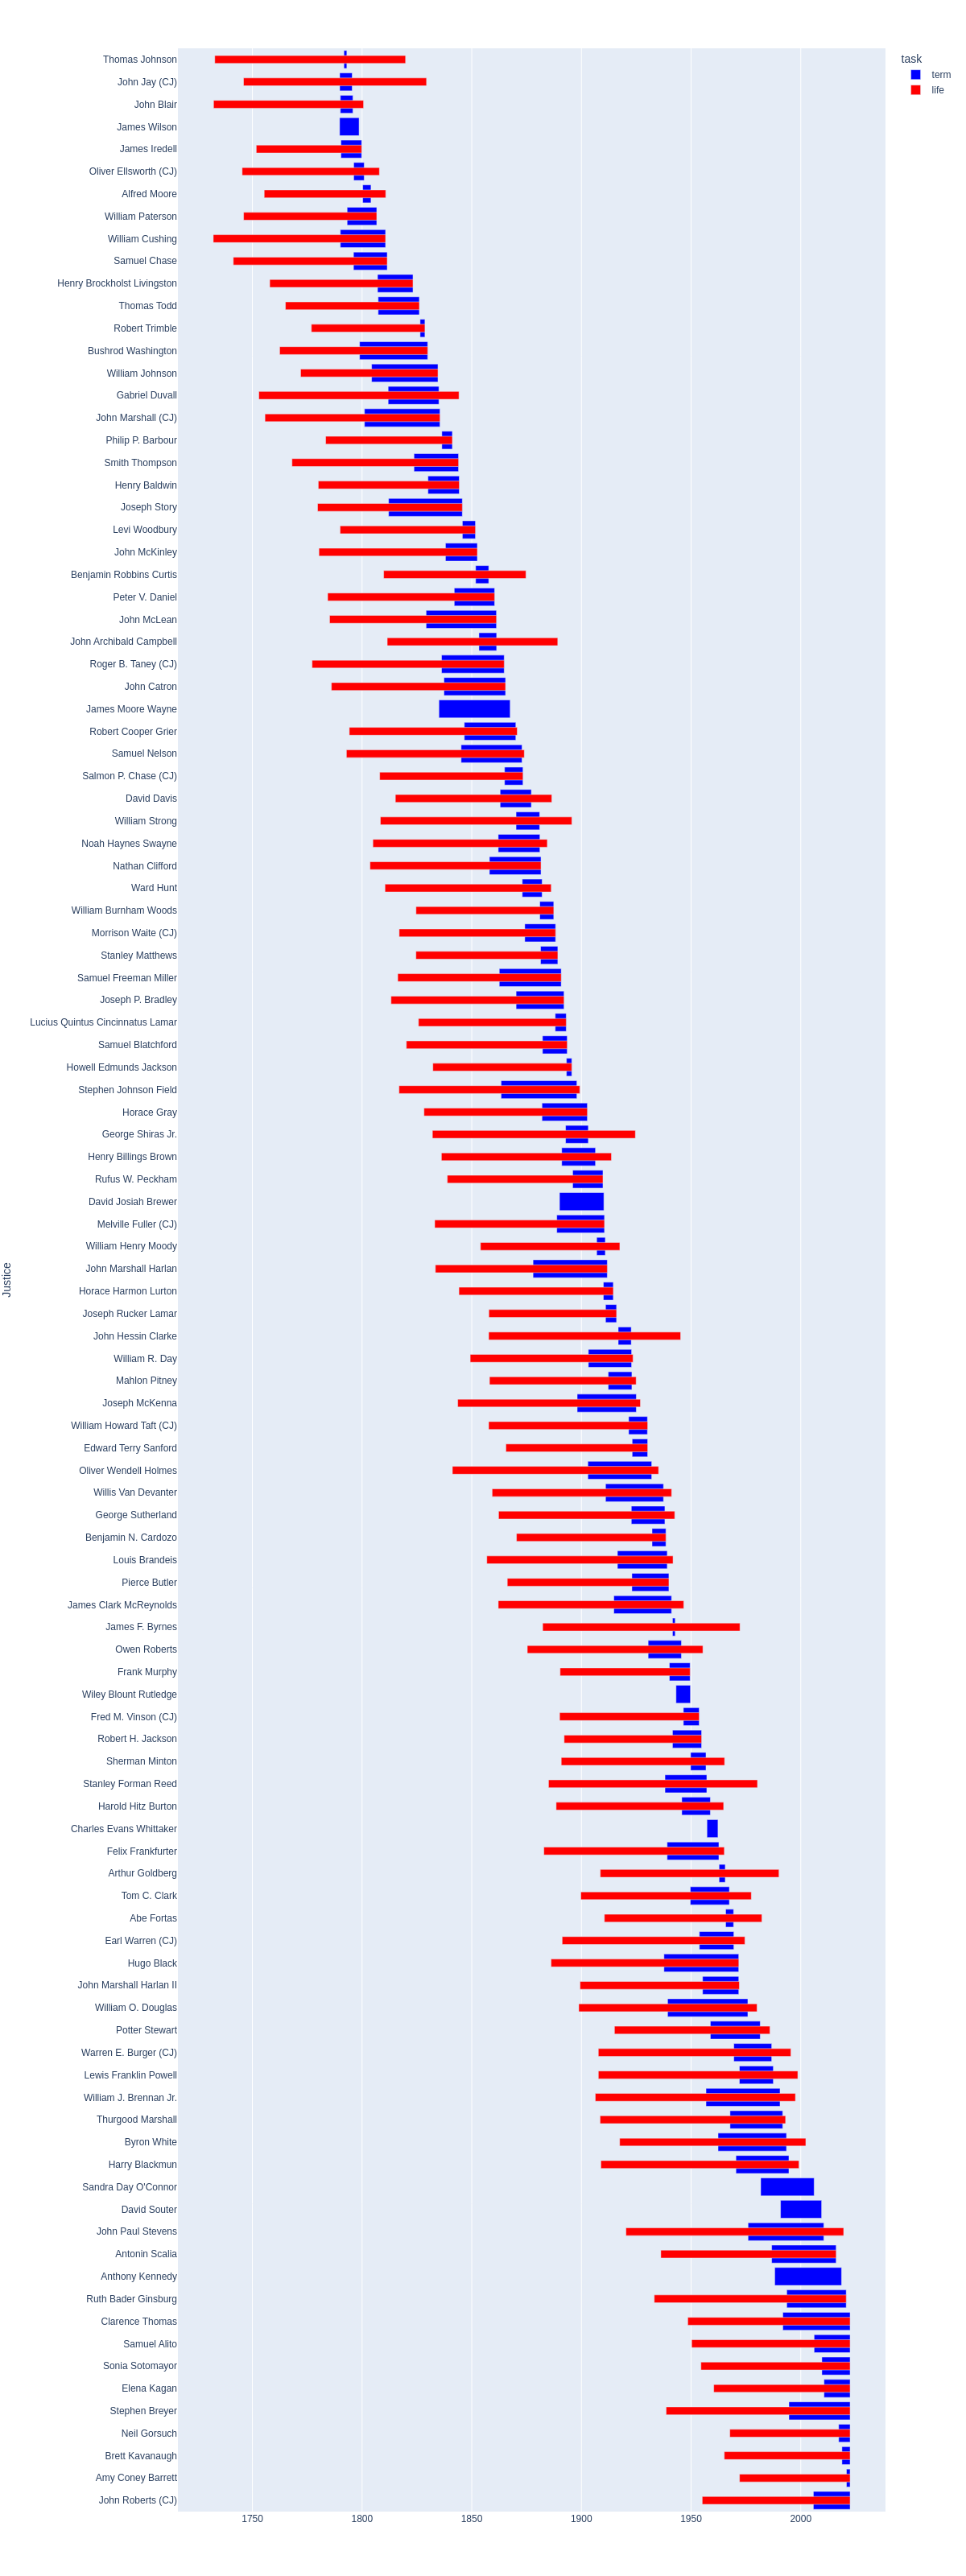 task
term
life
Thomas Johnson
John Jay (CJ)
John Blair
James Wilson
James Iredell
Oliver Ellsworth (CJ)
Alfred Moore
William Paterson
William Cushing
Samuel Chase
Henry Brockholst Livingston
Thomas Todd
Robert Trimble
Bushrod Washington
William Johnson
Gabriel Duvall
John Marshall (CJ)
Philip P. Barbour
Smith Thompson
Henry Baldwin
Joseph Story
Levi Woodbury
John McKinley
Benjamin Robbins Curtis
Peter V. Daniel
John McLean
John Archibald Campbell
Roger B. Taney (CJ)
John Catron
James Moore Wayne
Robert Cooper Grier
Samuel Nelson
Salmon P. Chase (CJ)
David Davis
William Strong
Noah Haynes Swayne
Nathan Clifford
Ward Hunt
William Burnham Woods
Morrison Waite (CJ)
Stanley Matthews
Samuel Freeman Miller
Joseph P. Bradley
Lucius Quintus Cincinnatus Lamar
Samuel Blatchford
Howell Edmunds Jackson
Stephen Johnson Field
Horace Gray
George Shiras Jr.
Henry Billings Brown
Rufus W. Peckham
David Josiah Brewer
Melville Fuller (CJ)
William Henry Moody
John Marshall Harlan
Horace Harmon Lurton
Joseph Rucker Lamar
John Hessin Clarke
William R. Day
Mahlon Pitney
Joseph McKenna
William Howard Taft (CJ)
Edward Terry Sanford
Oliver Wendell Holmes
Willis Van Devanter
George Sutherland
Benjamin N. Cardozo
Louis Brandeis
Pierce Butler
James Clark McReynolds
James F. Byrnes
Owen Roberts
Frank Murphy
Wiley Blount Rutledge
Fred M. Vinson (CJ)
Robert H. Jackson
Sherman Minton
Stanley Forman Reed
Harold Hitz Burton
Charles Evans Whittaker
Felix Frankfurter
Arthur Goldberg
Tom C. Clark
Abe Fortas
Earl Warren (CJ)
Hugo Black
John Marshall Harlan II
William O. Douglas
Potter Stewart
Warren E. Burger (CJ)
Lewis Franklin Powell
William J. Brennan Jr.
Thurgood Marshall
Byron White
Harry Blackmun
Sandra Day O'Connor
David Souter
John Paul Stevens
Antonin Scalia
Anthony Kennedy
Ruth Bader Ginsburg
Clarence Thomas
Samuel Alito
Sonia Sotomayor
Elena Kagan
Stephen Breyer
Neil Gorsuch
Brett Kavanaugh
Amy Coney Barrett
John Roberts (CJ)
Justice
1750 1800 1850 1900 1950 2000